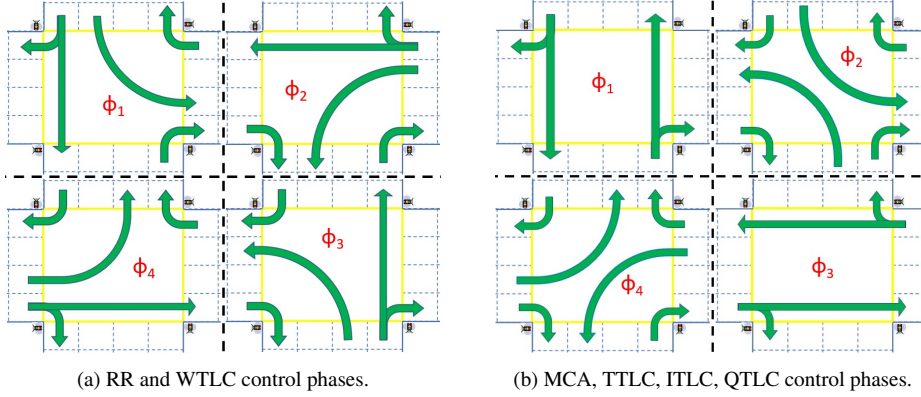 ϕ1
ϕ2
ϕ4
ϕ3
(a) RR and WTLC control phases.
ϕ1
ϕ2
ϕ4
ϕ3
(b) MCA, TTLC, ITLC, QTLC control phases.